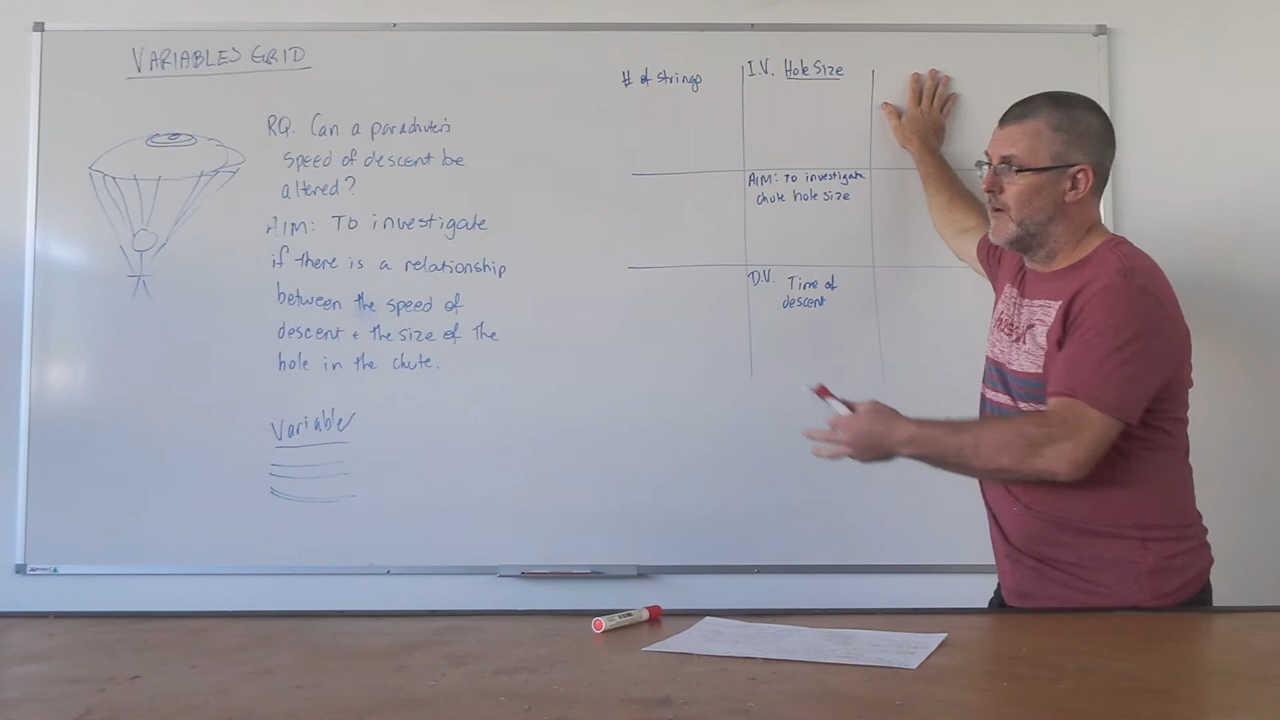 VARIABLES GRID
RQ. Can a parachute's
speed of descent be
altered?
AIM: To investigate
if there is a relationship
between the speed of
descent + the size of the
hole in the chute.
Variables
# of strings
I.V. Hole Size
AIM: To investigate
chute hole size
D.V. Time of
descent